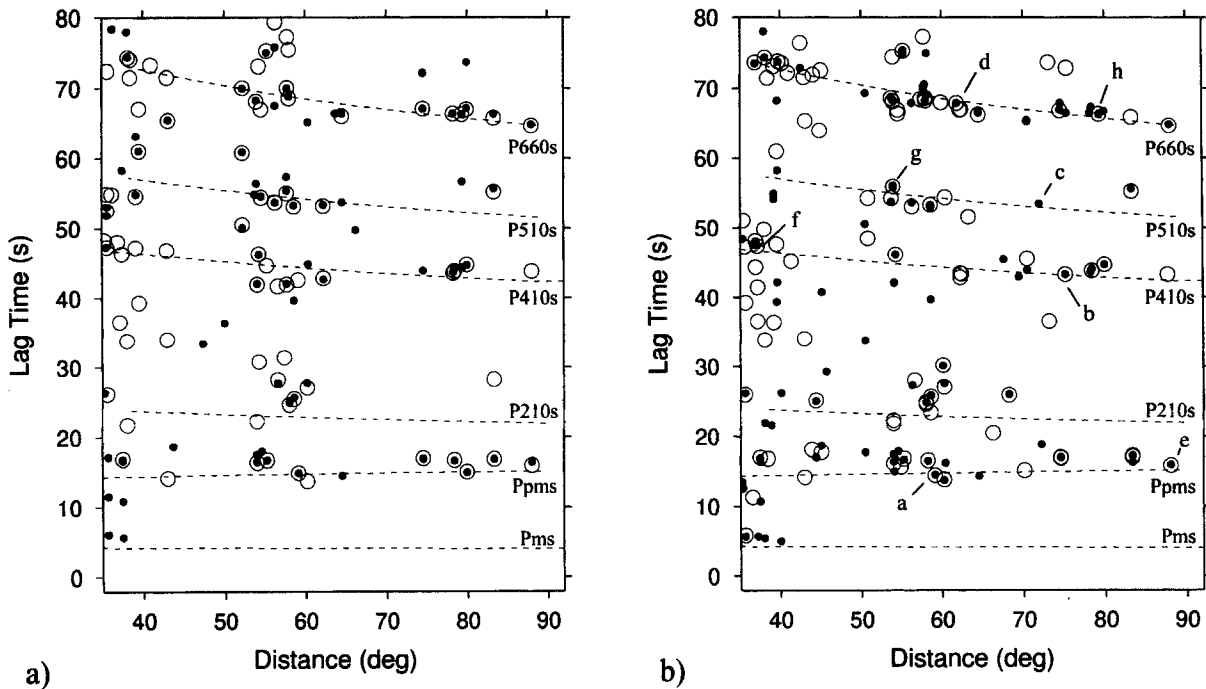 80
70
60
50
40
30
20
10
0
Lag Time (s)
P660s
P510s
P410s
P210s
Ppms
Pms
40 50 60 70 80 90
Distance (deg)
a)
80
70
60
50
40
30
20
10
0
Lag Time (s)
d
h
P660s
g
c
P510s
f
P410s
b
P210s
e
Ppms
a
Pms
40 50 60 70 80 90
Distance (deg)
b)